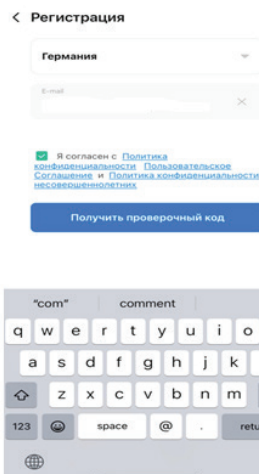 Регистрация
Германия
E-mail
Я согласен с Политика
конфиденциальности Пользовательское
Соглашение и Политика конфиденциальности
несовершеннолетних
Получить проверочный код
"com" comment
q w e r t y u i o
a s d f g h j k
z x c v b n m
123 space @ . retu